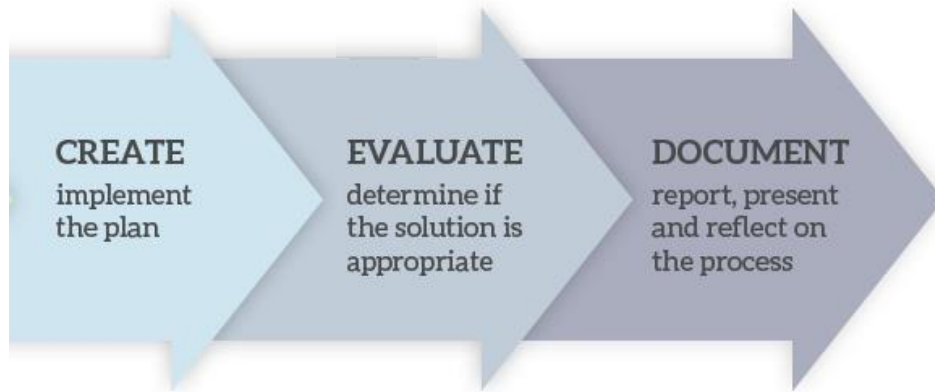 CREATE
implement
the plan
EVALUATE
determine if
the solution is
appropriate
DOCUMENT
report, present
and reflect on
the process